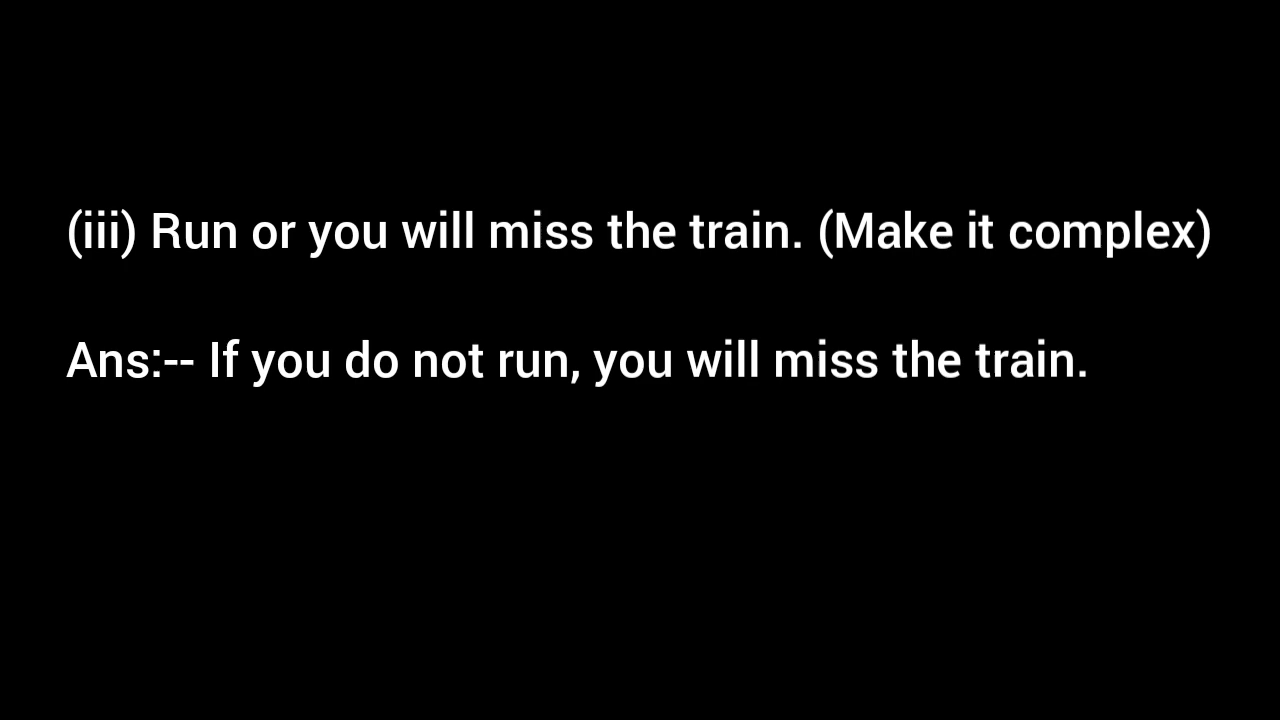 (iii) Run or you will miss the train. (Make it complex)
Ans:-- If you do not run, you will miss the train.